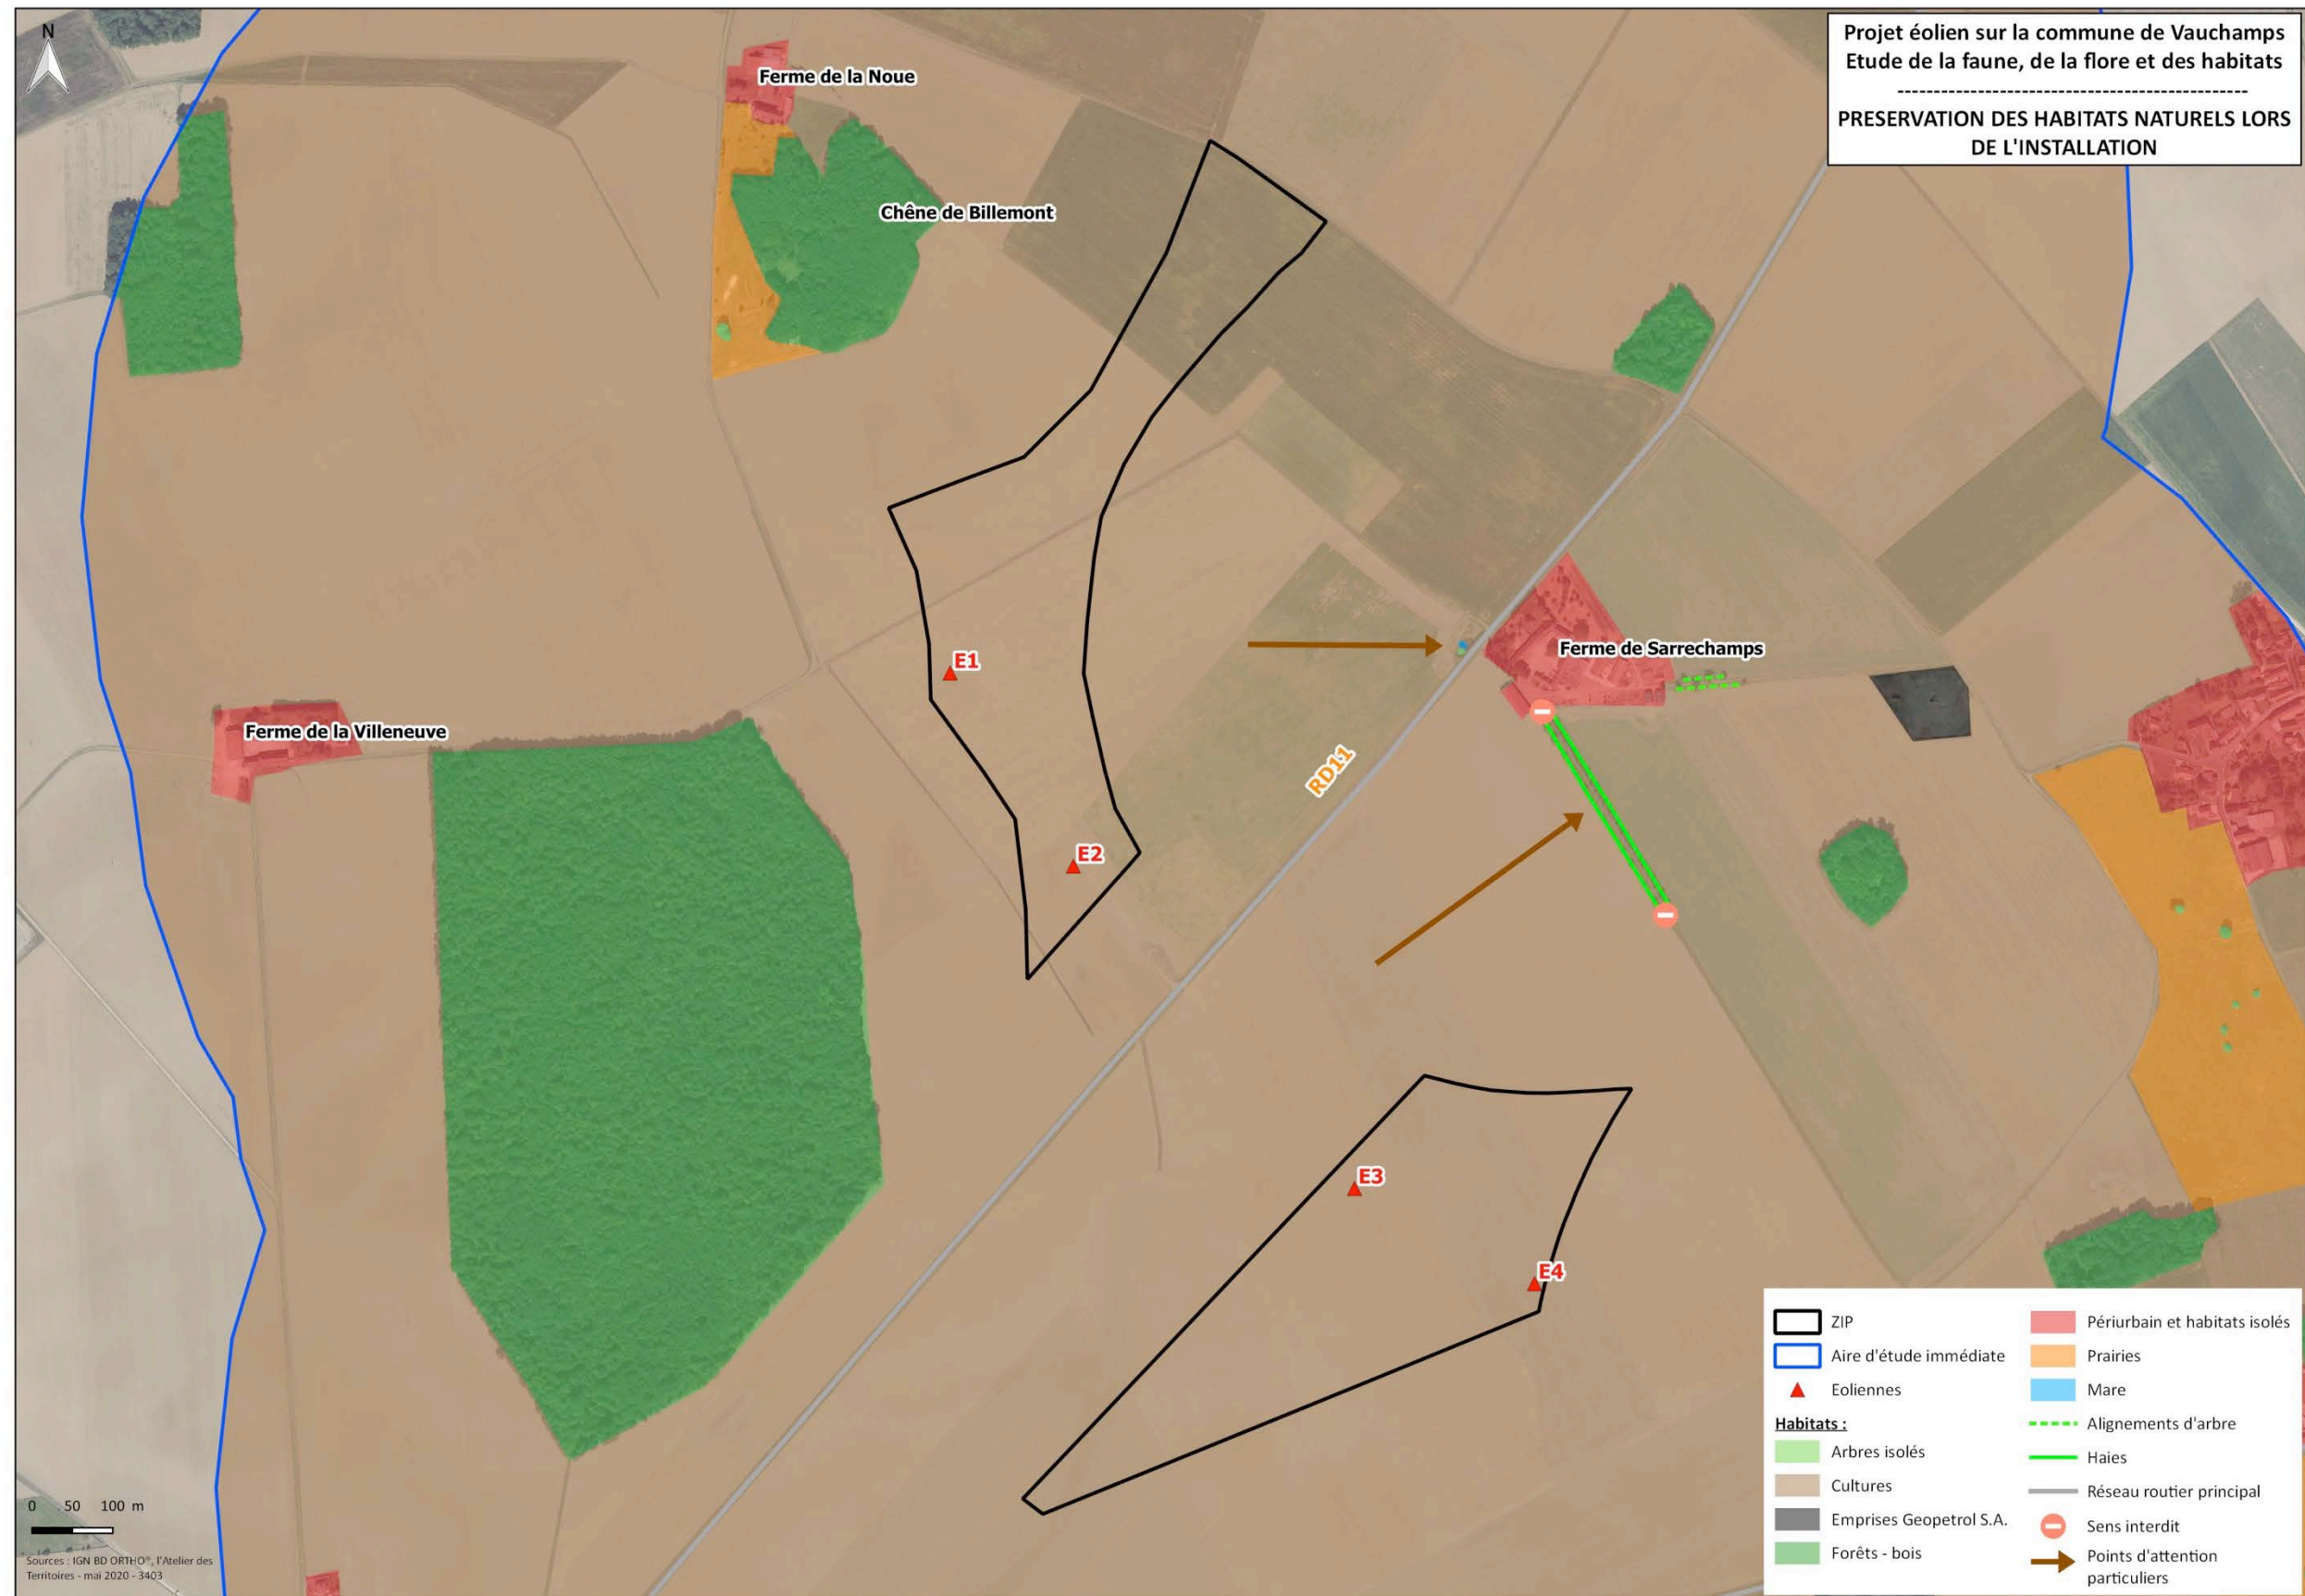 Projet éolien sur la commune de Vauchamps
Etude de la faune, de la flore et des habitats
----------------------------------------------
PRESERVATION DES HABITATS NATURELS LORS
DE L'INSTALLATION
N
Ferme de la Noue
Chêne de Billemont
Ferme de Sarrechamps
E1
Ferme de la Villeneuve
RD11
E2
E3
E4
ZIP
Aire d'étude immédiate
Eoliennes
Habitats :
Arbres isolés
Cultures
Emprises Geopetrol S.A.
Forêts - bois
Périurbain et habitats isolés
Prairies
Mare
Alignements d'arbre
Haies
Réseau routier principal
Sens interdit
Points d'attention
particuliers
0 50 100 m
Sources : IGN BD ORTHO®, l'Atelier des
Territoires - mai 2020 - 3403